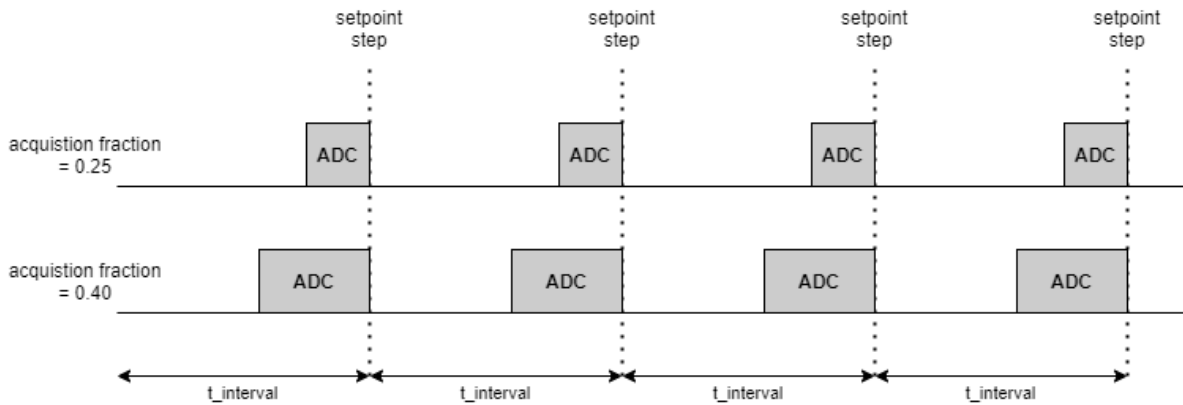 setpoint
step
setpoint
step
setpoint
step
setpoint
step
acquistion fraction
= 0.25
ADC
ADC
ADC
ADC
acquistion fraction
= 0.40
ADC
ADC
ADC
ADC
t_interval
t_interval
t_interval
t_interval